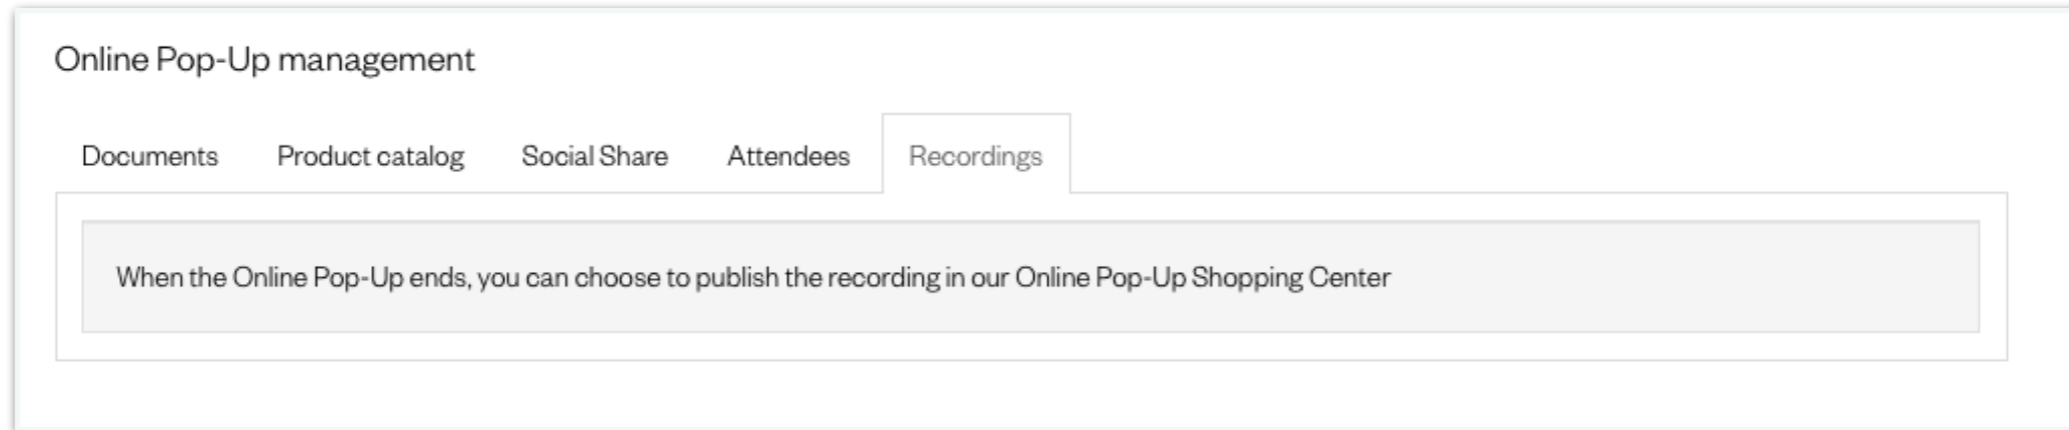 Online Pop-Up management
Documents Product catalog Social Share Attendees Recordings
When the Online Pop-Up ends, you can choose to publish the recording in our Online Pop-Up Shopping Center